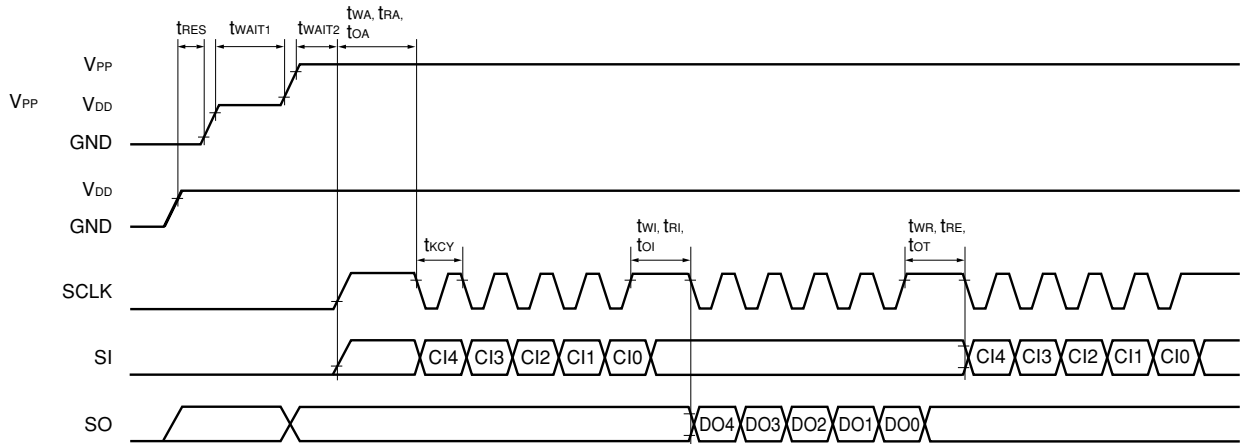 tWA, tRA,
tRES tWAIT1 tWAIT2 tOA
VPP
VPP VDD
GND
VDD
GND
tWI, tRI, tWR, tRE,
tKCY tOI tOT
SCLK
SI CI4 CI3 CI2 CI1 CI0 CI4 CI3 CI2 CI1 CI0
SO DO4 DO3 DO2 DO1 DO0